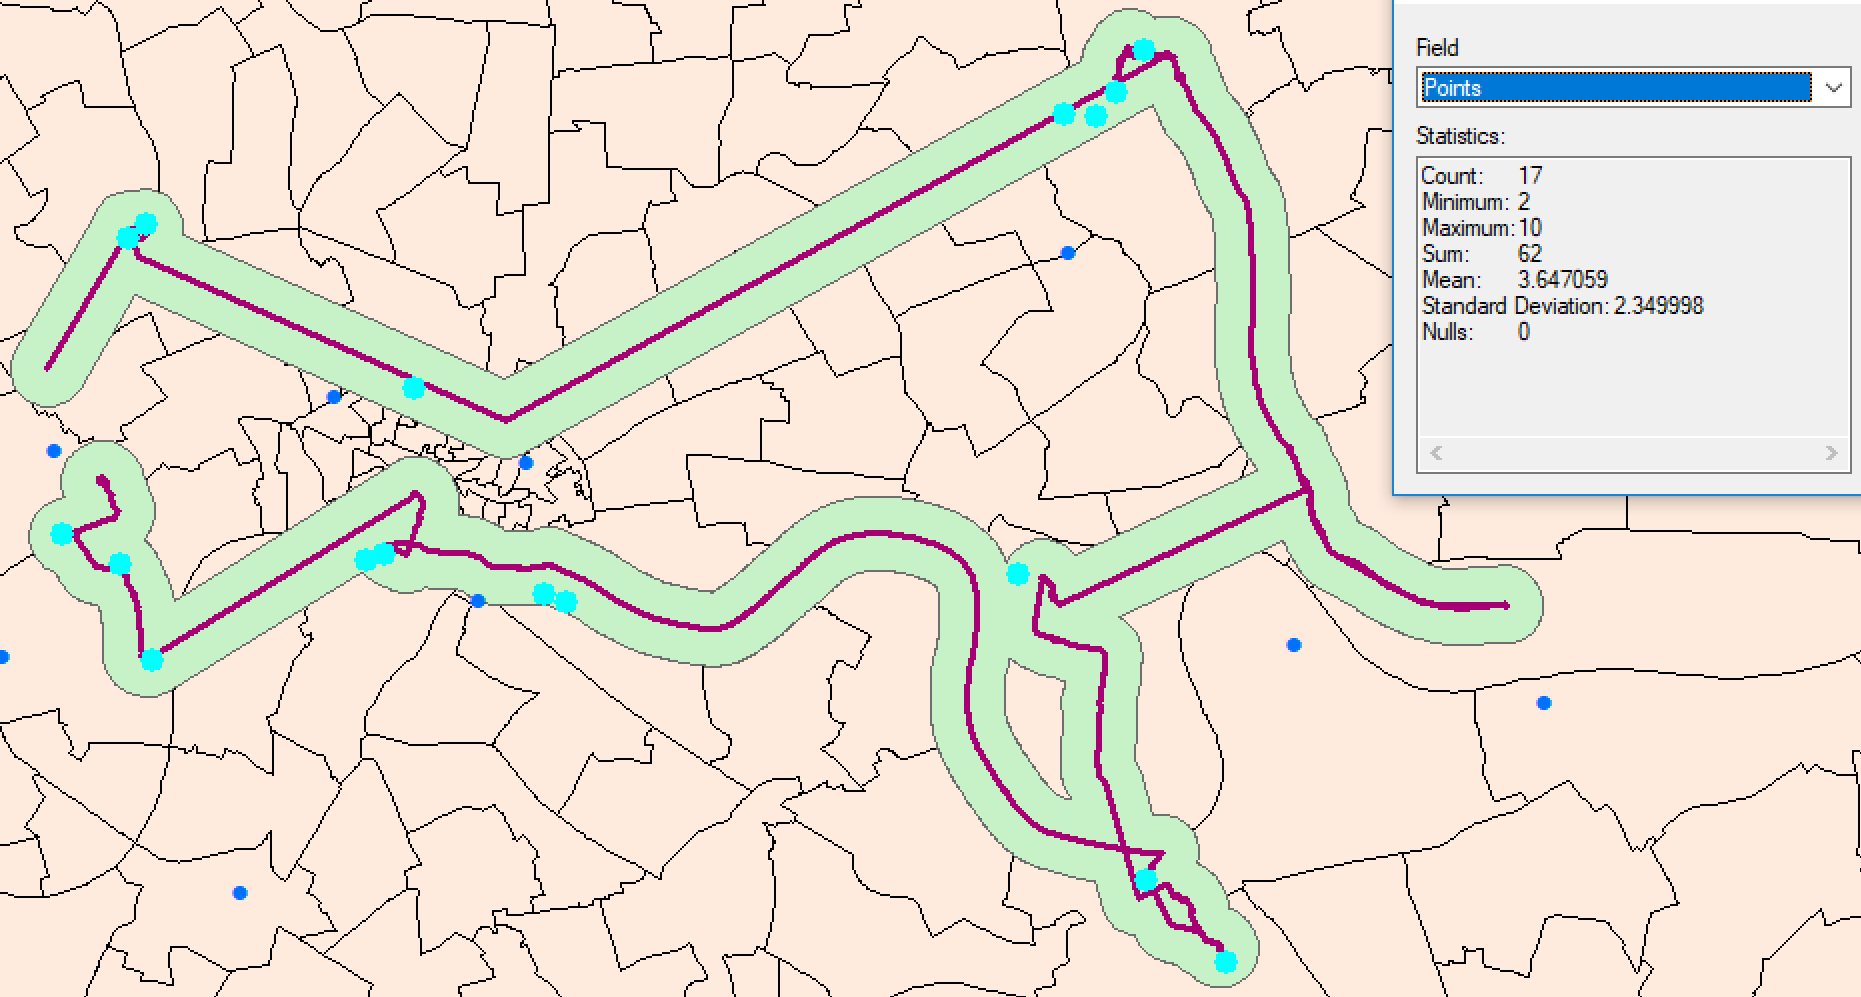 Field
Points
Statistics:
Count: 17
Minimum: 2
Maximum: 10
Sum: 62
Mean: 3.647059
Standard Deviation: 2.349998
Nulls: 0